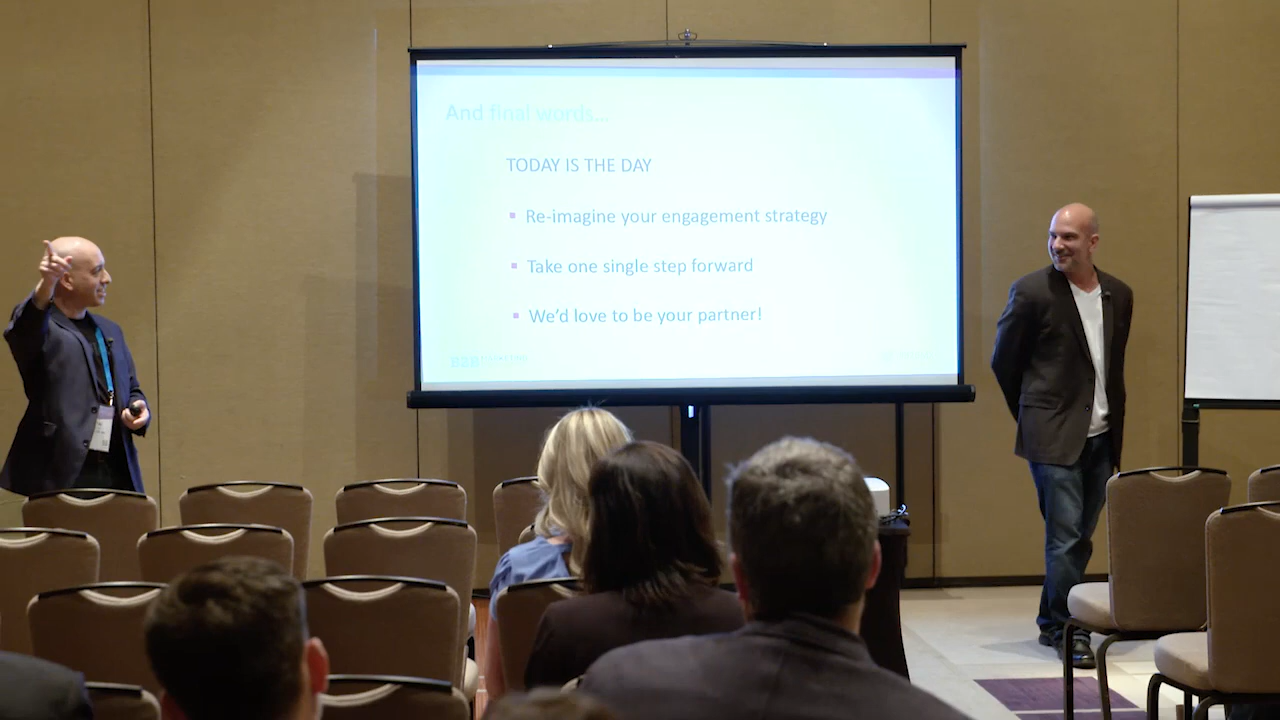 And final words...
TODAY IS THE DAY
Re-imagine your engagement strategy
Take one single step forward
We'd love to be your partner!